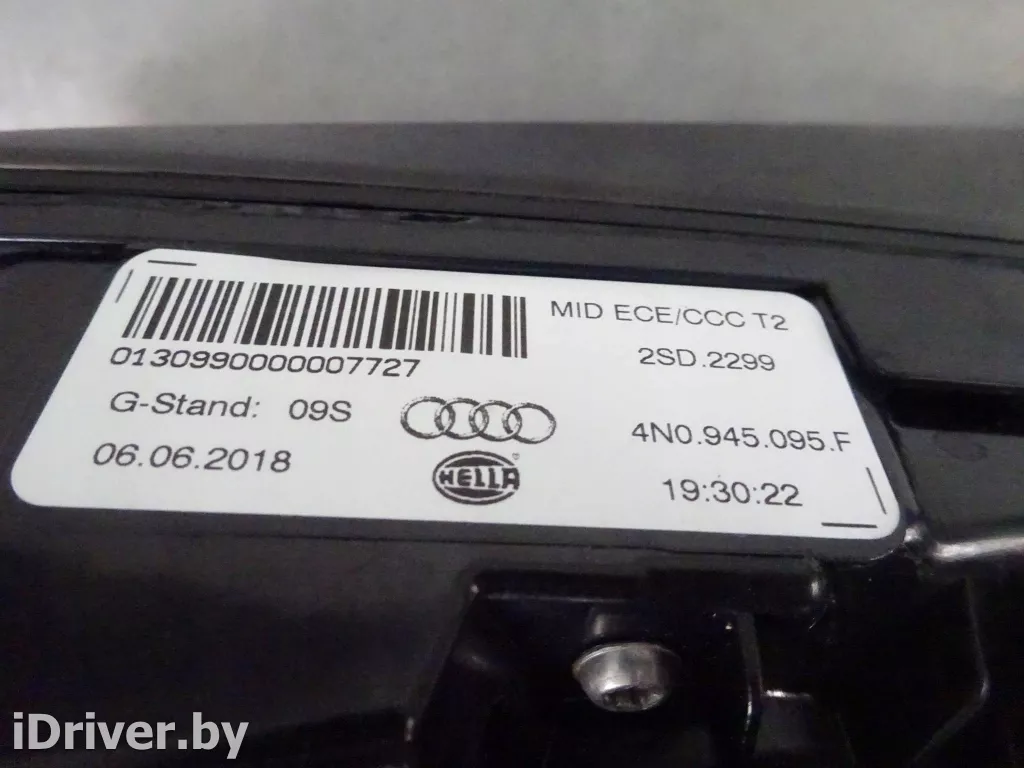 MID ECE/CCC T2
0130990000007727
2SD.2299
G-Stand: 09S
4N0.945.095.F
06.06.2018
HELLA
19:30:22
iDriver.by